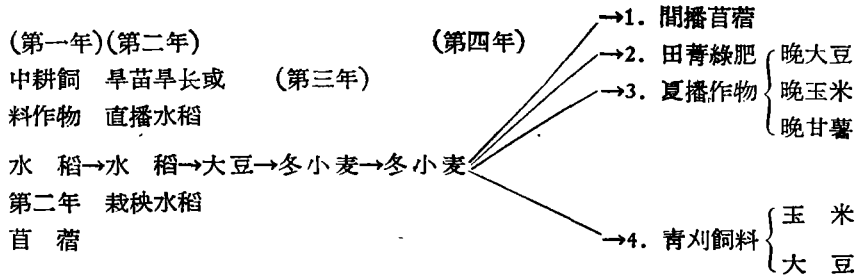 →1. 間播苜蓿
(第一年)(第二年) (第四年)
→2. 田菁綠肥 晚大豆
中耕飼 旱苗旱长或 (第三年)
→3. 夏播作物 晚玉米
料作物 直播水稻
晚甘薯
水 稻→水 稻→大豆→冬小麦→冬小麦
第二年 栽秧水稻
玉 米
苜 蓿
→4. 靑刈飼料
大 豆